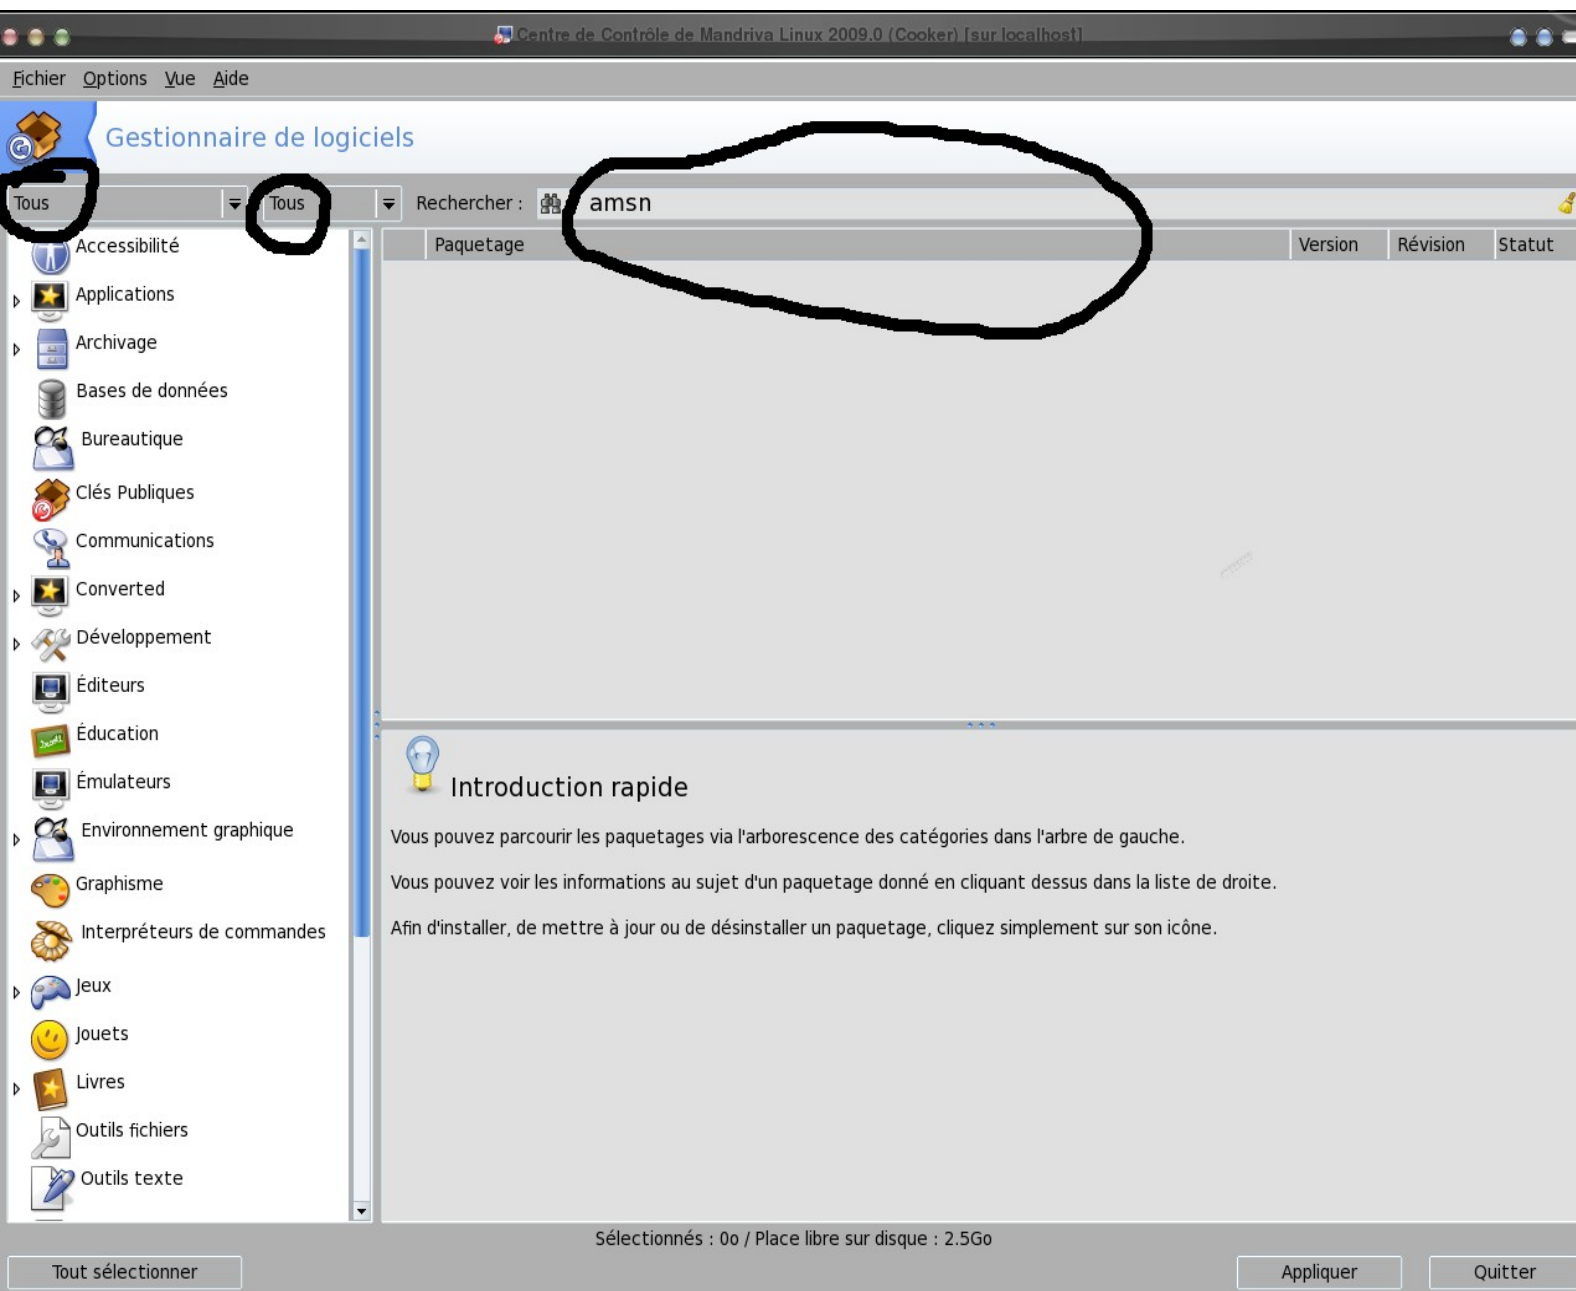 Centre de Contrôle de Mandriva Linux 2009.0 (Cooker) [sur localhost]
Fichier Options Vue Aide
Gestionnaire de logiciels
Tous Tous Rechercher : amsn
Paquetage Version Révision Statut
Accessibilité
Applications
Archivage
Bases de données
Bureautique
Clés Publiques
Communications
Converted
Développement
Éditeurs
Éducation
Émulateurs
Environnement graphique
Graphisme
Interpréteurs de commandes
Jeux
Jouets
Livres
Outils fichiers
Outils texte
Introduction rapide
Vous pouvez parcourir les paquetages via l'arborescence des catégories dans l'arbre de gauche.
Vous pouvez voir les informations au sujet d'un paquetage donné en cliquant dessus dans la liste de droite.
Afin d'installer, de mettre à jour ou de désinstaller un paquetage, cliquez simplement sur son icône.
Sélectionnés : 0o / Place libre sur disque : 2.5Go
Tout sélectionner Appliquer Quitter